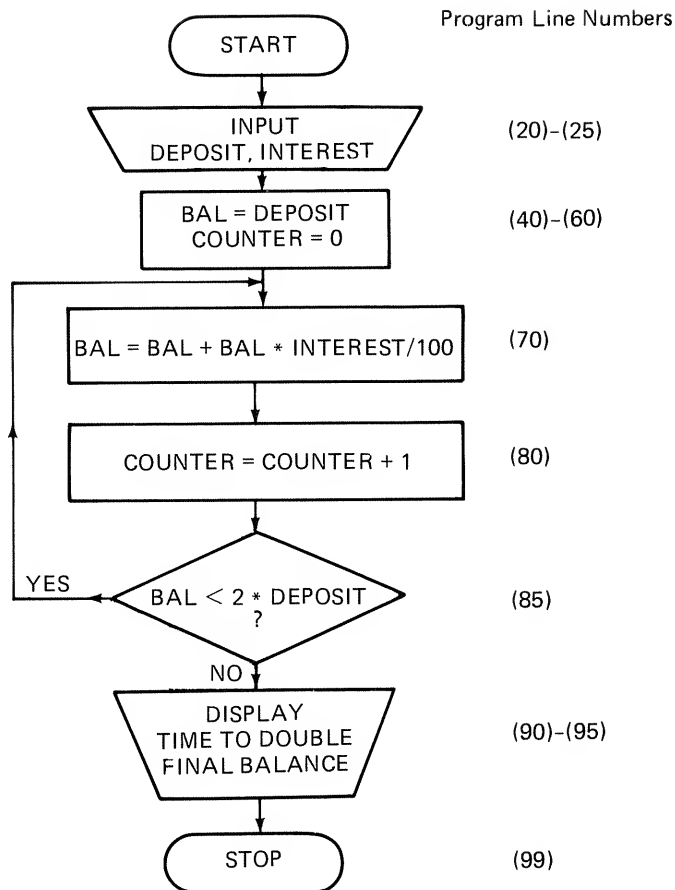 Program Line Numbers
START
INPUT
DEPOSIT, INTEREST
(20)-(25)
BAL = DEPOSIT
COUNTER = 0
(40)-(60)
BAL = BAL + BAL * INTEREST/100
(70)
COUNTER = COUNTER + 1
(80)
YES
BAL < 2 * DEPOSIT
?
(85)
NO
DISPLAY
TIME TO DOUBLE
FINAL BALANCE
(90)-(95)
STOP
(99)